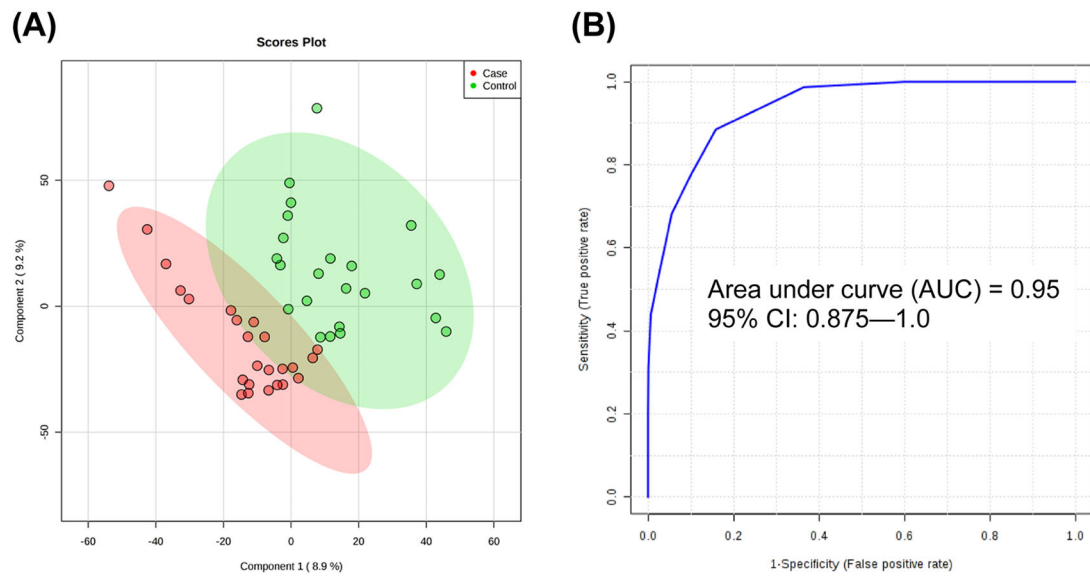 (A)
Scores Plot
Case
Control
Component 2 ( 9.2 %)
50
0
-50
-60
-40
-20
0
20
40
60
Component 1 ( 8.9 %)
(B)
Sensitivity (True positive rate)
1.0
0.8
0.6
0.4
0.2
0.0
Area under curve (AUC) = 0.95
95% CI: 0.875—1.0
0.0
0.2
0.4
0.6
0.8
1.0
1-Specificity (False positive rate)